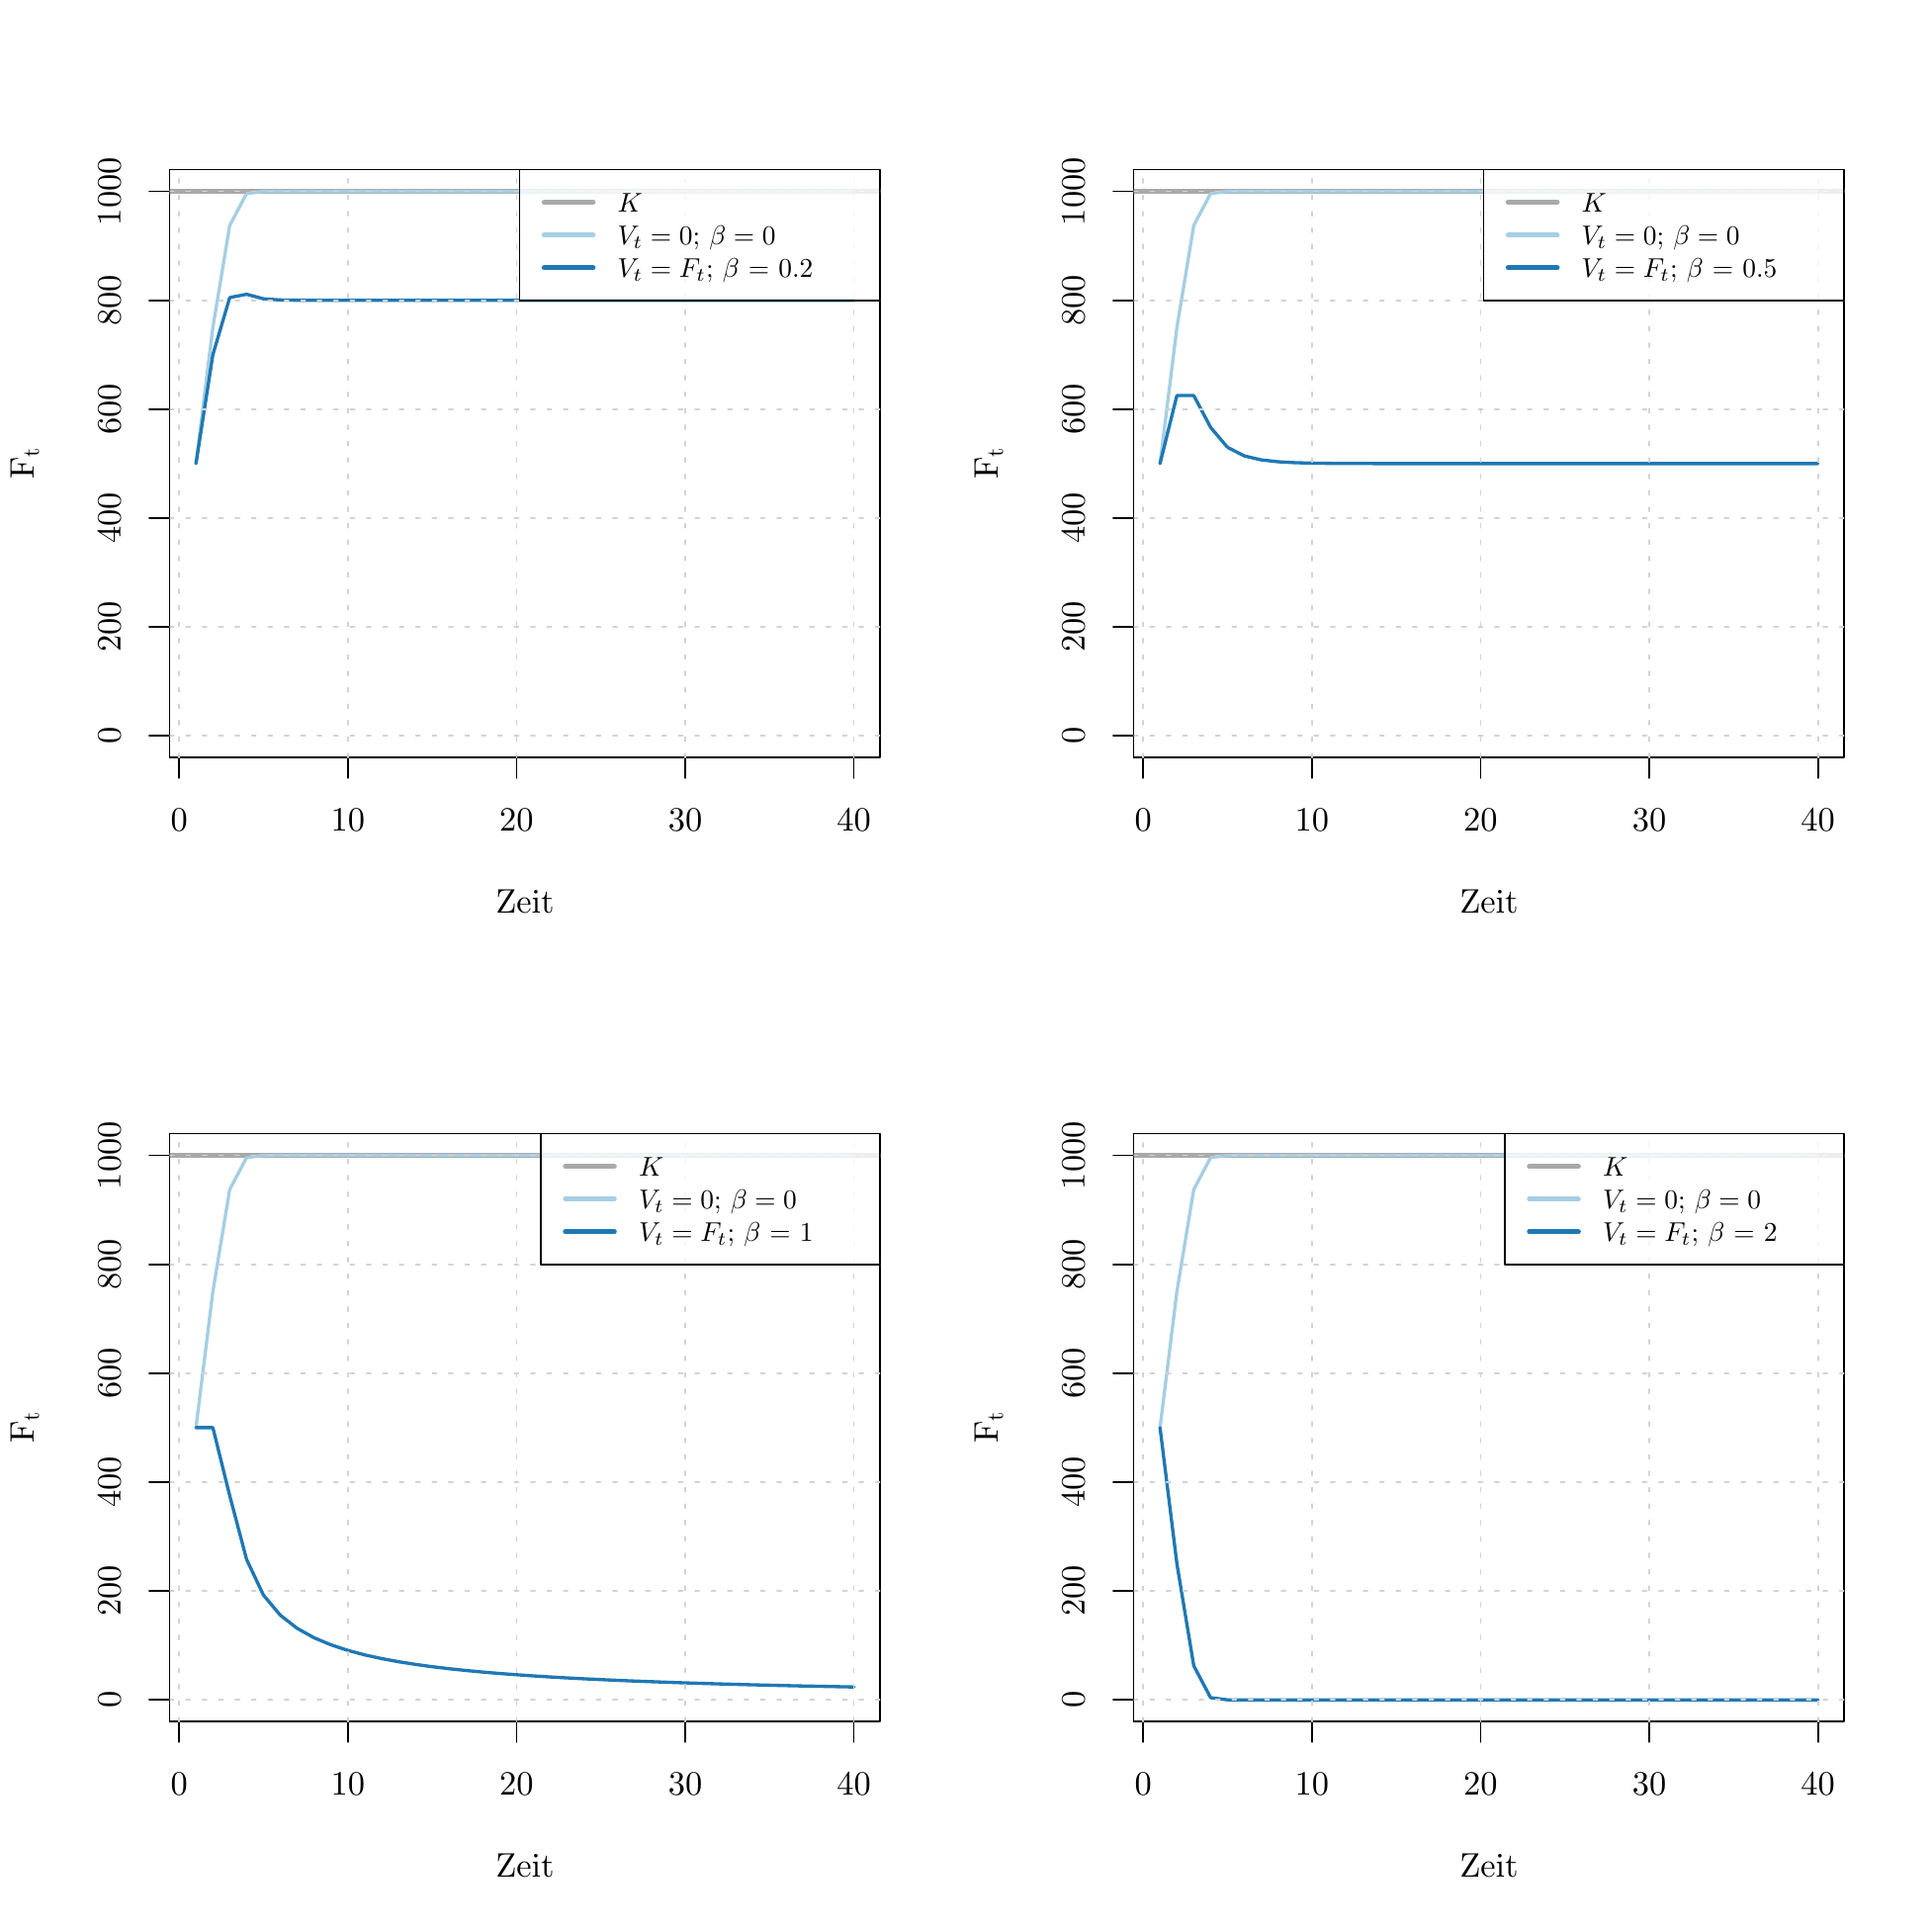 1000
800
600
400
200
0
F_t
K
V_t = 0; β = 0
V_t = F_t; β = 0.2
0 10 20 30 40
Zeit
1000
800
600
400
200
0
F_t
K
V_t = 0; β = 0
V_t = F_t; β = 0.5
0 10 20 30 40
Zeit
1000
800
600
400
200
0
F_t
K
V_t = 0; β = 0
V_t = F_t; β = 1
0 10 20 30 40
Zeit
1000
800
600
400
200
0
F_t
K
V_t = 0; β = 0
V_t = F_t; β = 2
0 10 20 30 40
Zeit